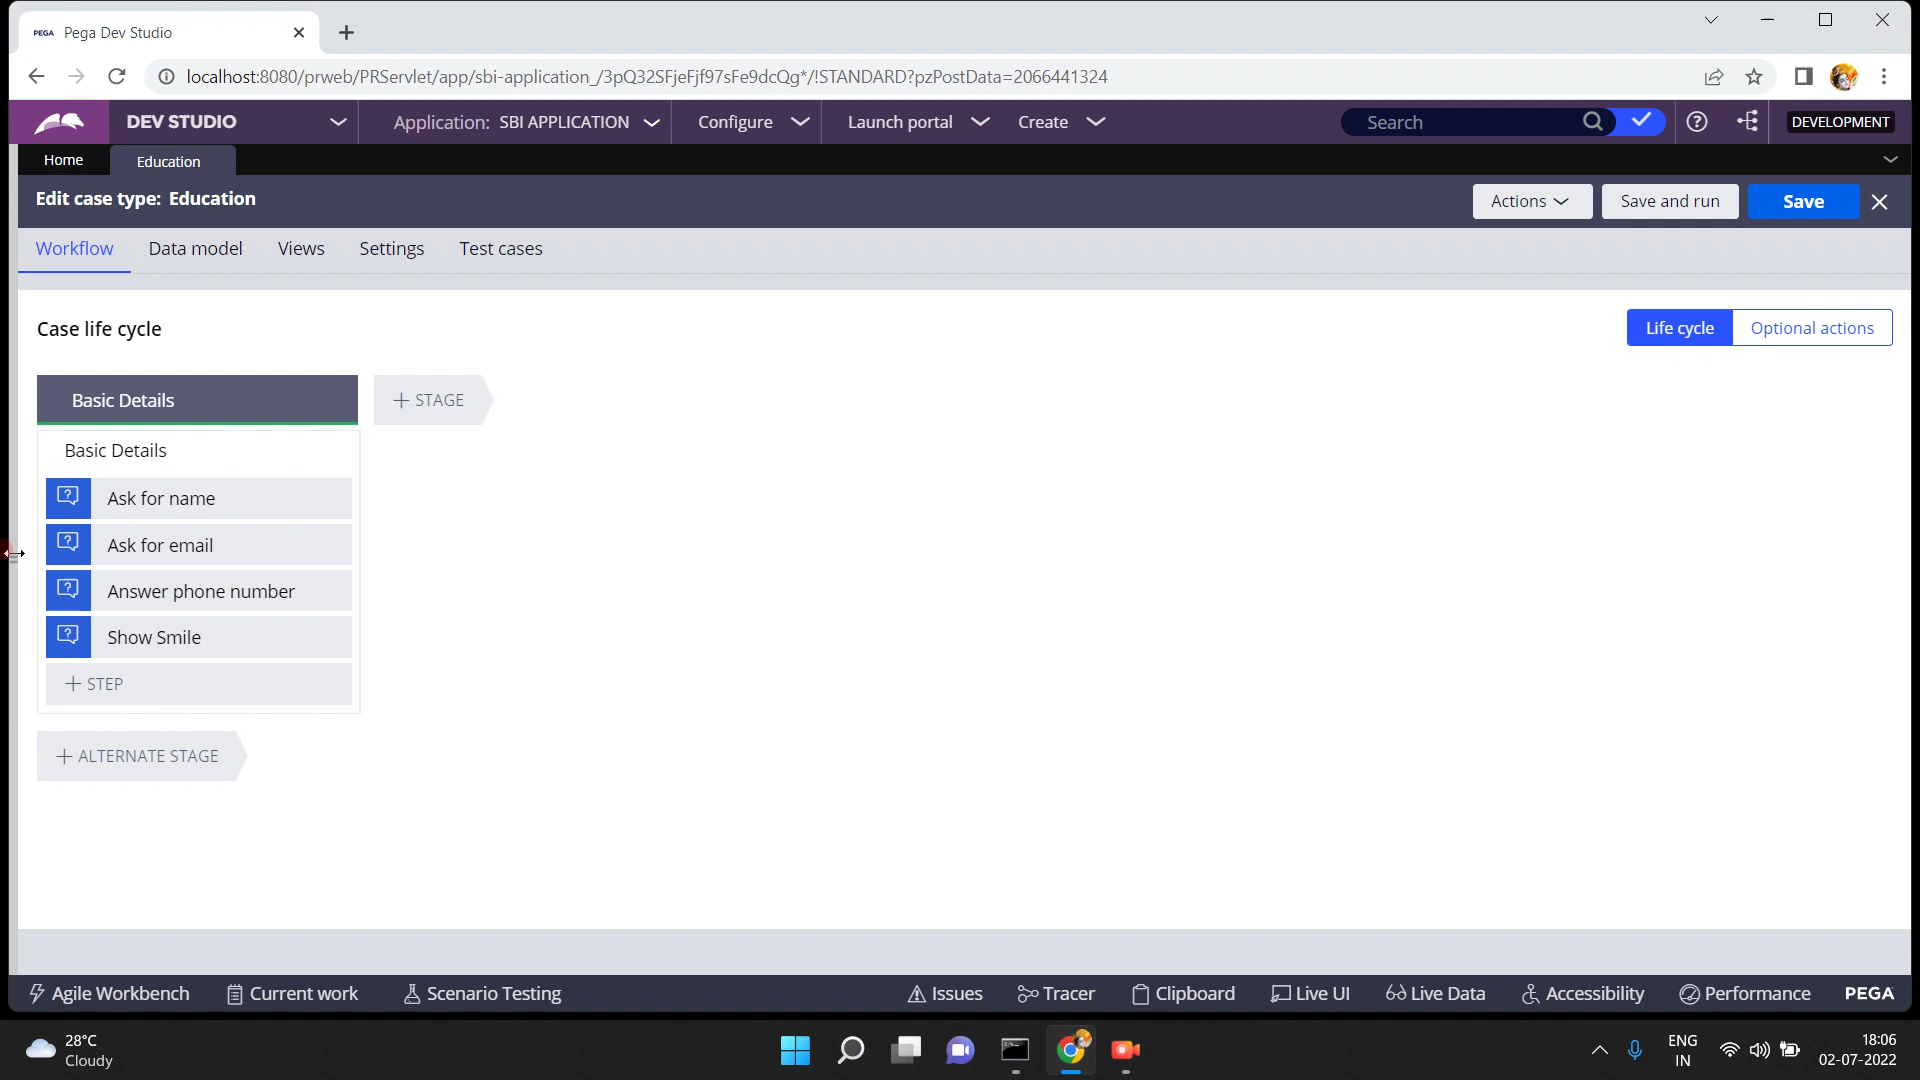 PEGA Pega Dev Studio
localhost:8080/prweb/PRServlet/app/sbi-application_/3pQ32SFjeFjf97sFe9dcQg*/!STANDARD?pzPostData=2066441324
DEV STUDIO Application: SBI APPLICATION Configure Launch portal Create Search DEVELOPMENT
Home Education
Edit case type: Education Actions Save and run Save
Workflow Data model Views Settings Test cases
Case life cycle Life cycle Optional actions
Basic Details + STAGE
Basic Details
Ask for name
Ask for email
Answer phone number
Show Smile
+ STEP
+ ALTERNATE STAGE
Agile Workbench Current work Scenario Testing Issues Tracer Clipboard Live UI Live Data Accessibility Performance PEGA
28°C ENG 18:06
Cloudy IN 02-07-2022